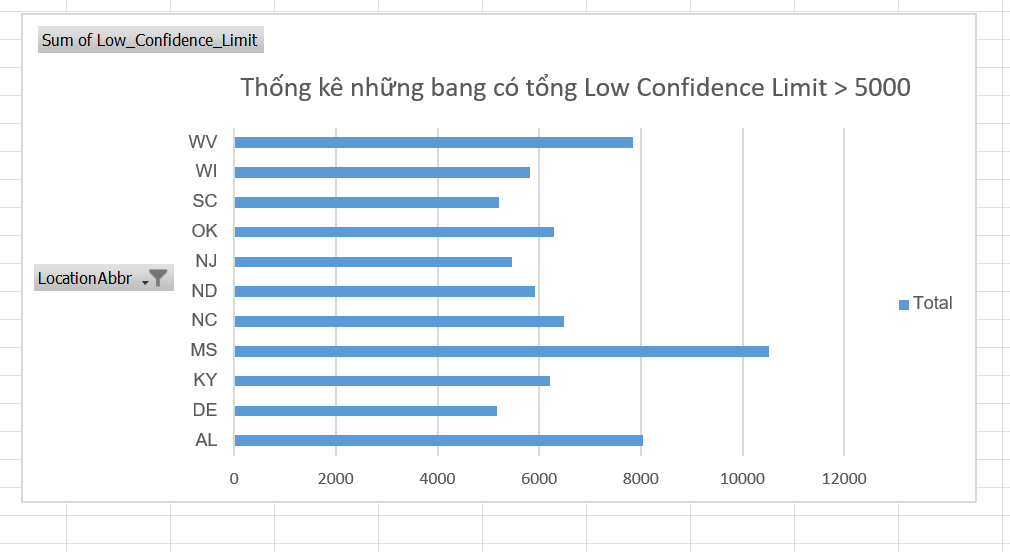 Sum of Low_Confidence_Limit
Thống kê những bang có tổng Low Confidence Limit > 5000
WV
WI
SC
OK
NJ
ND
NC
MS
KY
DE
AL
LocationAbbr
Total
0 2000 4000 6000 8000 10000 12000